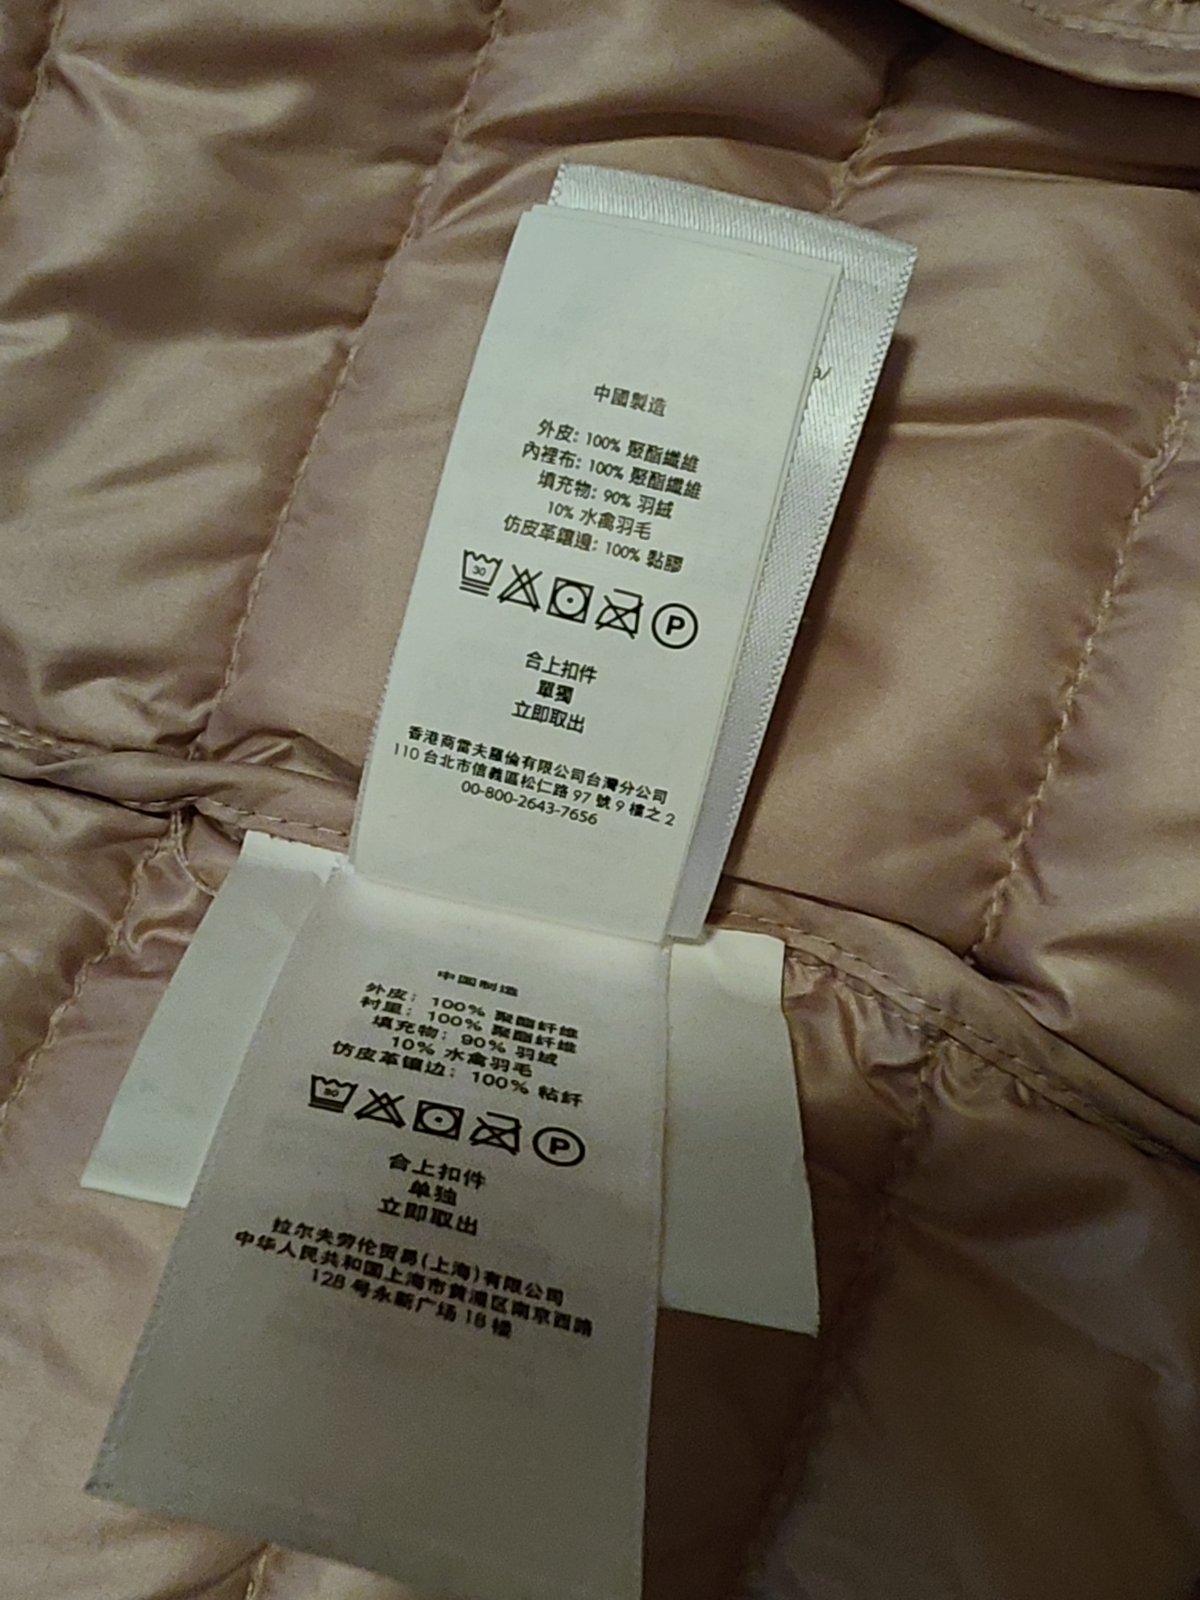 a/
中國製造
外皮: 100% 聚酯纖維
內裡布: 100% 聚酯纖維
填充物: 90% 羽絨
10% 水禽羽毛
仿皮革鑲邊: 100% 黏膠
30
P
合上扣件
單獨
立即取出
香港商雷夫羅倫有限公司台灣分公司
110 台北市信義區松仁路 97 號 9 樓之 2
00-800-2643-7656
中国制造
外皮: 100% 聚酯纤维
衬里: 100% 聚酯纤维
填充物: 90% 羽绒
10% 水禽羽毛
仿皮革镶边: 100% 粘纤
30
P
合上扣件
单独
立即取出
拉尔夫劳伦贸易(上海)有限公司
中华人民共和国上海市黄浦区南京西路
128 号永新广场 18 楼